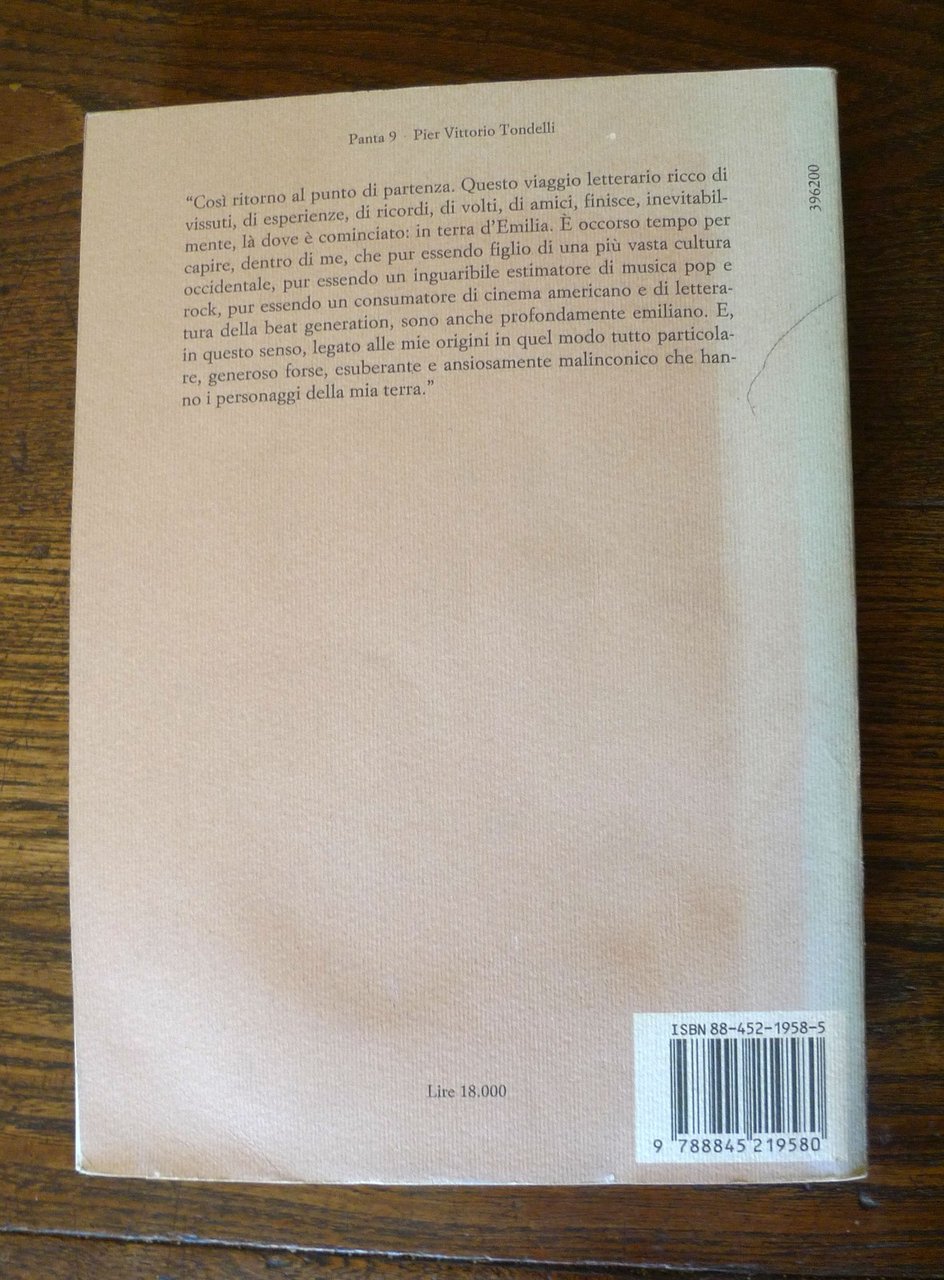 Panta 9 Pier Vittorio Tondelli
396200
“Così ritorno al punto di partenza. Questo viaggio letterario ricco di
vissuti, di esperienze, di ricordi, di volti, di amici, finisce, inevitabil-
mente, là dove è cominciato: in terra d’Emilia. È occorso tempo per
capire, dentro di me, che pur essendo figlio di una più vasta cultura
occidentale, pur essendo un inguaribile estimatore di musica pop e
rock, pur essendo un consumatore di cinema americano e di lettera-
tura della beat generation, sono anche profondamente emiliano. E,
in questo senso, legato alle mie origini in quel modo tutto particola-
re, generoso forse, esuberante e ansiosamente malinconico che han-
no i personaggi della mia terra.”
ISBN 88-452-1958-5
Lire 18.000
9 788845 219580